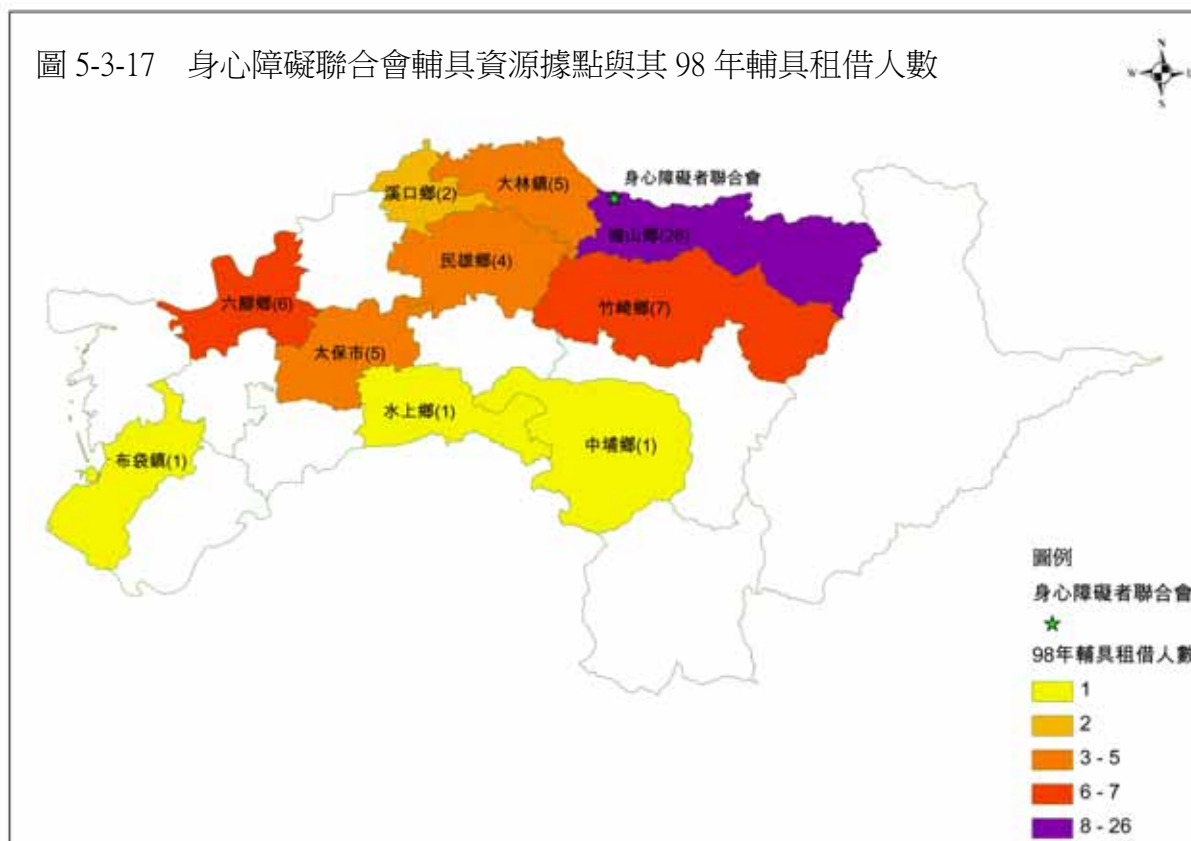 圖 5-3-17 身心障礙聯合會輔具資源據點與其 98 年輔具租借人數
N
W
S
溪口鄉(2)
大林鎮(5)
身心障礙者聯合會
梅山鄉(26)
民雄鄉(4)
六腳鄉(6)
竹崎鄉(7)
太保市(5)
水上鄉(1)
中埔鄉(1)
布袋鎮(1)
圖例
身心障礙者聯合會
98年輔具租借人數
1
2
3 - 5
6 - 7
8 - 26